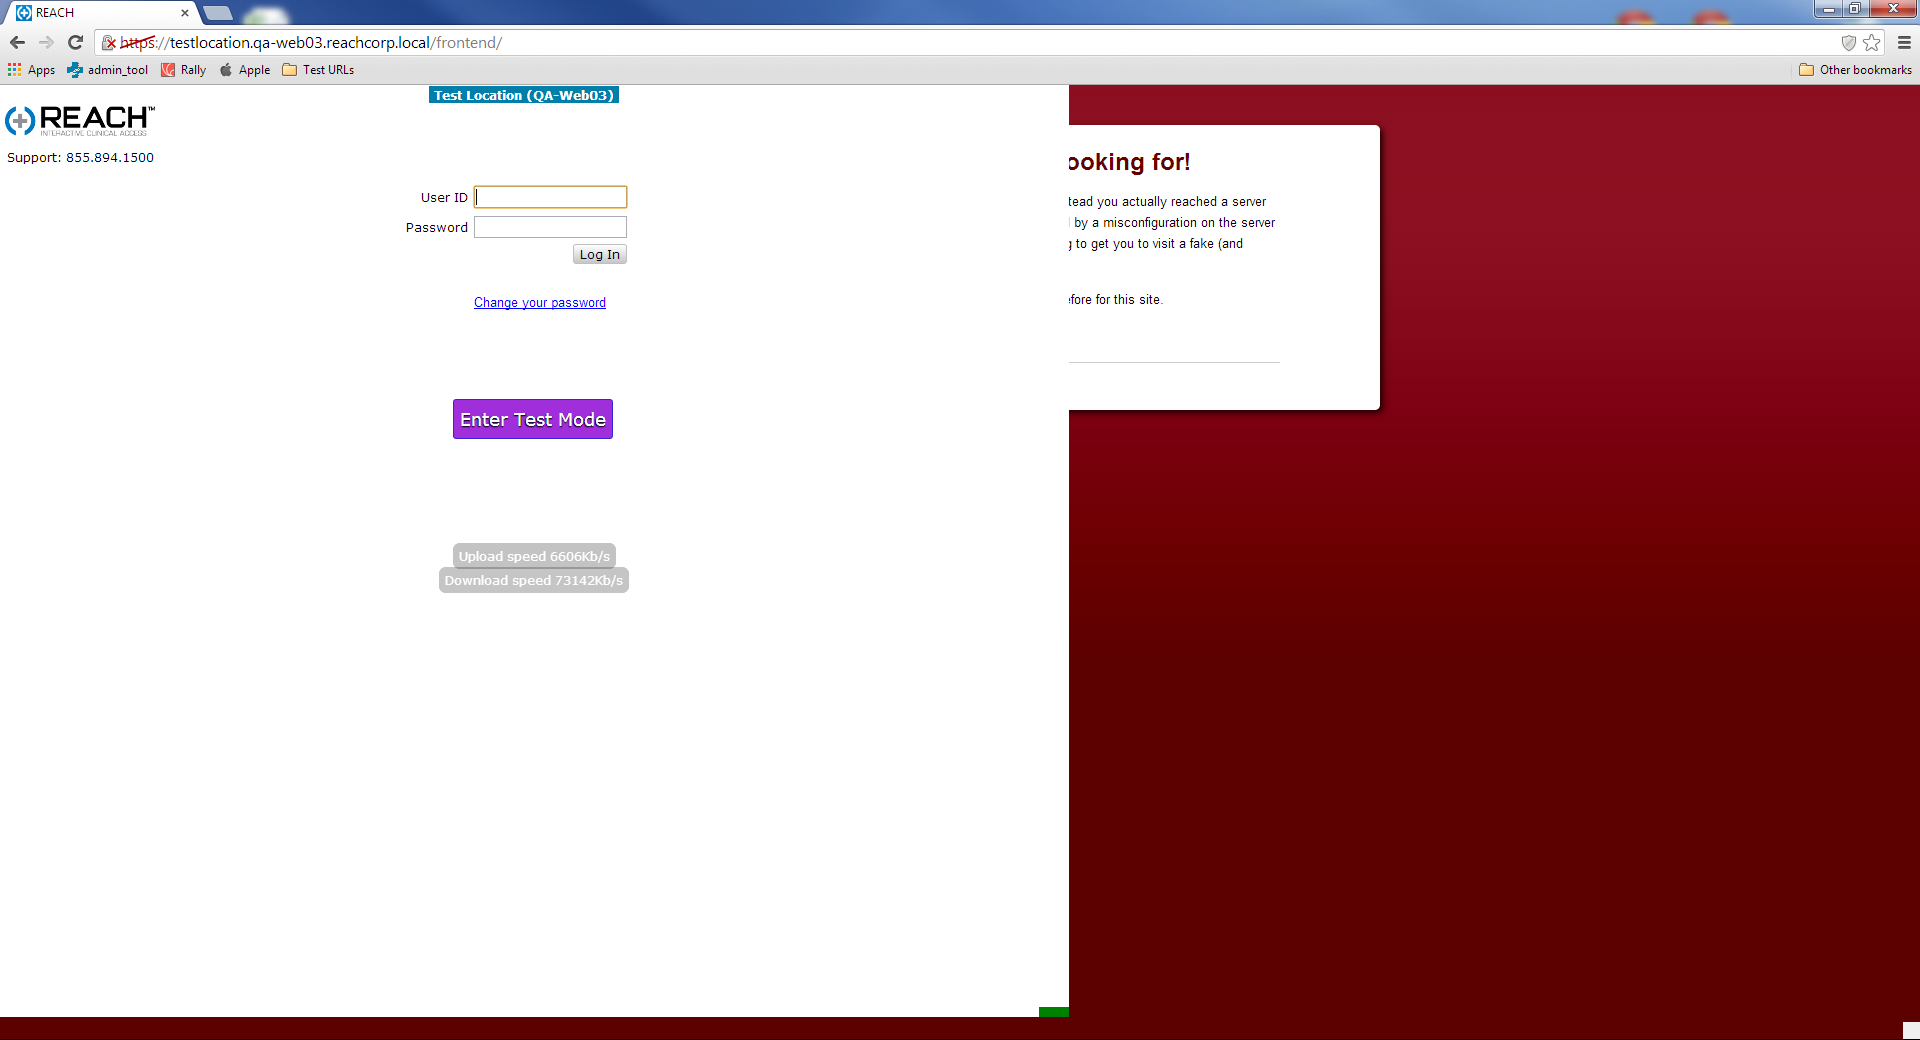 REACH
https://testlocation.qa-web03.reachcorp.local/frontend/
Apps admin_tool Rally Apple Test URLs Other bookmarks
Test Location (QA-Web03)
REACH™
INTERACTIVE CLINICAL ACCESS
Support: 855.894.1500
User ID
Password
Log In
Change your password
Enter Test Mode
Upload speed 6606Kb/s
Download speed 73142Kb/s
ooking for!
tead you actually reached a server
by a misconfiguration on the server
to get you to visit a fake (and
efore for this site.